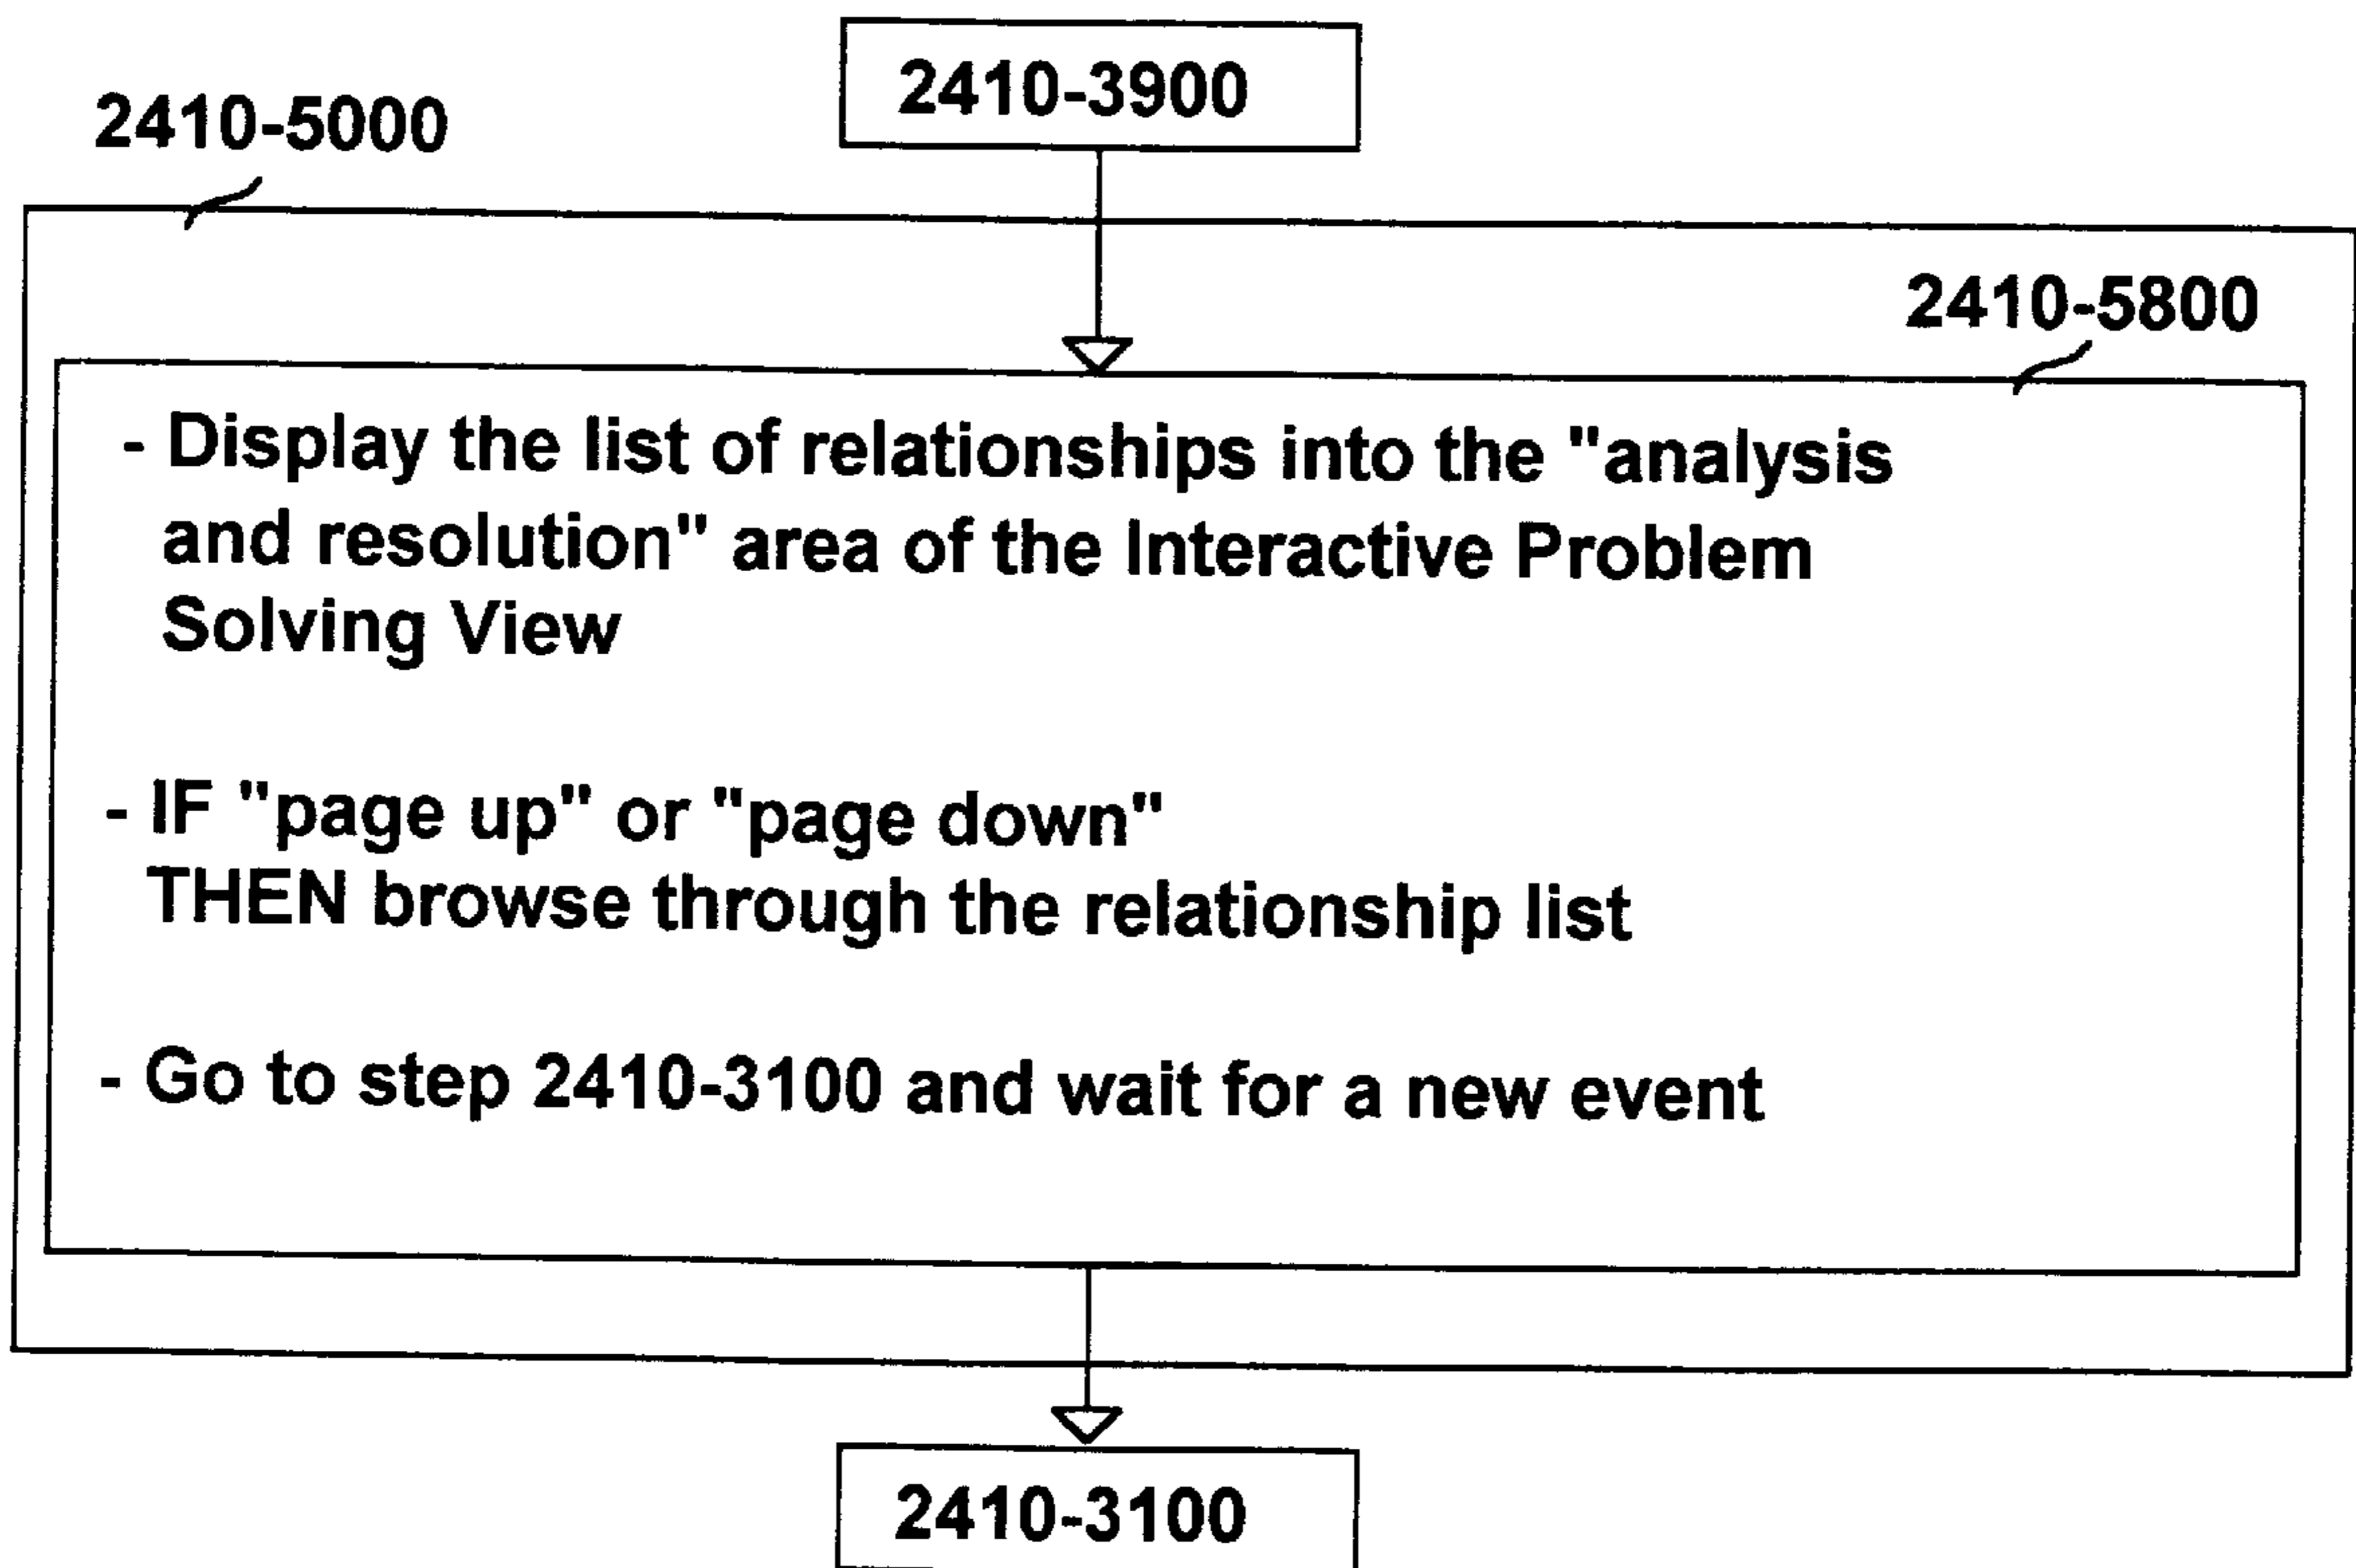 2410-3900
2410-5000
2410-5800
- Display the list of relationships into the "analysis
and resolution" area of the Interactive Problem
Solving View
- IF "page up" or "page down"
THEN browse through the relationship list
- Go to step 2410-3100 and wait for a new event
2410-3100